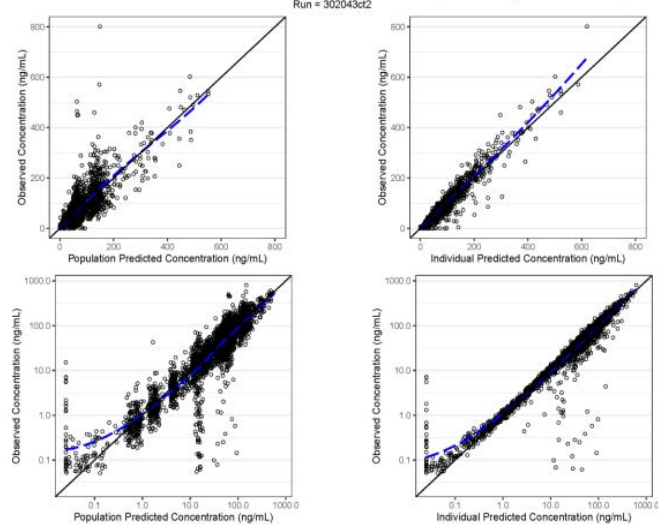 Run = 302043ct2
Observed Concentration (ng/mL)
800
600
400
200
0
0 200 400 600 800
Population Predicted Concentration (ng/mL)
Observed Concentration (ng/mL)
800
600
400
200
0
0 200 400 600 800
Individual Predicted Concentration (ng/mL)
Observed Concentration (ng/mL)
1000.0
100.0
10.0
1.0
0.1
0.1 1.0 10.0 100.0 1000.0
Population Predicted Concentration (ng/mL)
Observed Concentration (ng/mL)
1000.0
100.0
10.0
1.0
0.1
0.1 1.0 10.0 100.0 1000.0
Individual Predicted Concentration (ng/mL)